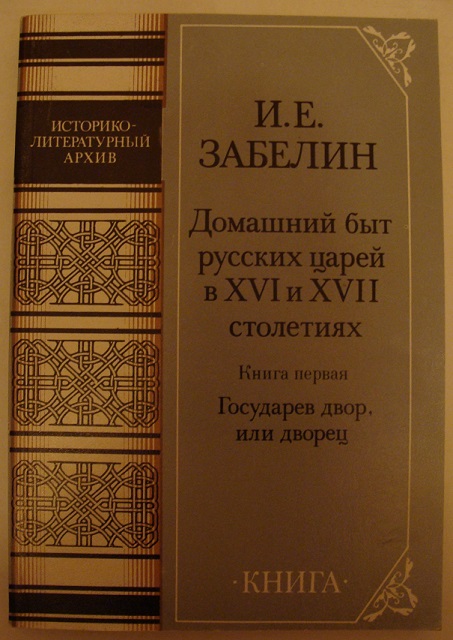 ИСТОРИКО-
ЛИТЕРАТУРНЫЙ
АРХИВ
И.Е.
ЗАБЕЛИН
Домашний быт
русских царей
в XVI и XVII
столетиях
Книга первая
Государев двор,
или дворец
·КНИГА·